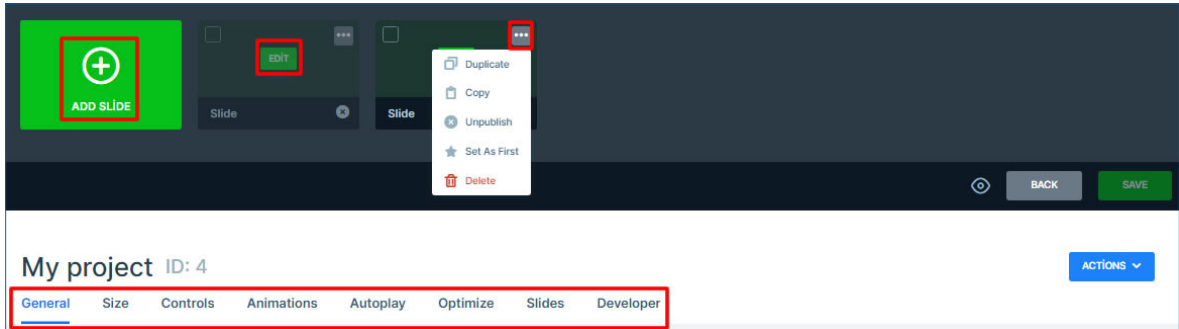 ADD SLİDE
EDİT
Slide
Slide
Duplicate
Copy
Unpublish
Set As First
Delete
BACK
SAVE
My project ID: 4
ACTİONS
General Size Controls Animations Autoplay Optimize Slides Developer